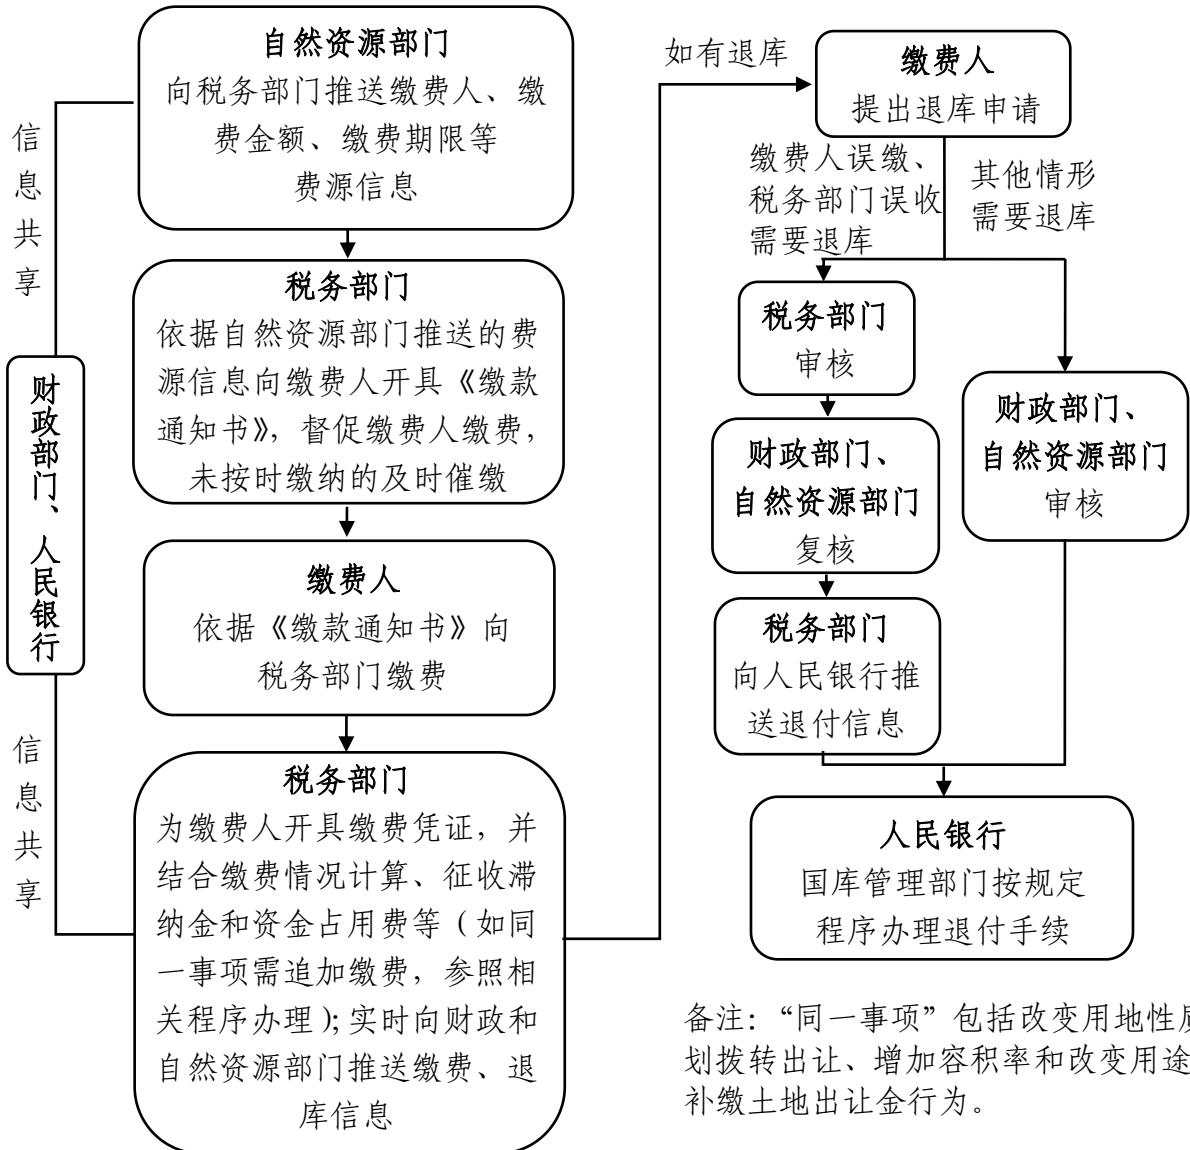 信息共享
财政部门、人民银行
信息共享
自然资源部门
向税务部门推送缴费人、缴
费金额、缴费期限等
费源信息
税务部门
依据自然资源部门推送的费
源信息向缴费人开具《缴款
通知书》，督促缴费人缴费，
未按时缴纳的及时催缴
缴费人
依据《缴款通知书》向
税务部门缴费
税务部门
为缴费人开具缴费凭证，并
结合缴费情况计算、征收滞
纳金和资金占用费等（如同
一事项需追加缴费，参照相
关程序办理）；实时向财政和
自然资源部门推送缴费、退
库信息
如有退库
缴费人
提出退库申请
缴费人误缴、
税务部门误收
需要退库
其他情形
需要退库
税务部门
审核
财政部门、
自然资源部门
复核
税务部门
向人民银行推
送退付信息
财政部门、
自然资源部门
审核
人民银行
国库管理部门按规定
程序办理退付手续
备注：“同一事项”包括改变用地性质
划拨转出让、增加容积率和改变用途
补缴土地出让金行为。